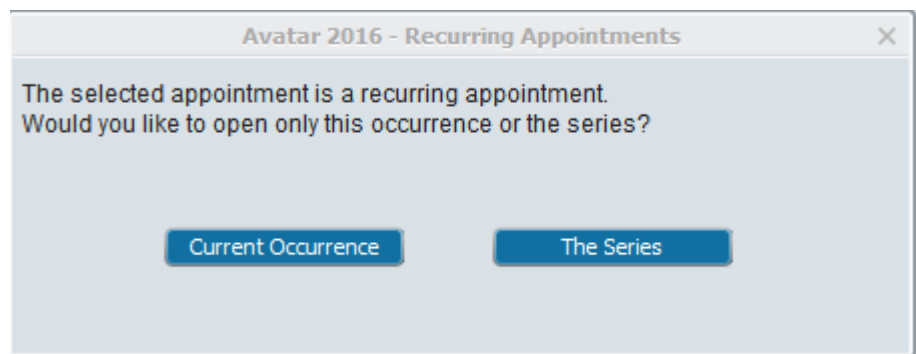 Avatar 2016 - Recurring Appointments
The selected appointment is a recurring appointment.
Would you like to open only this occurrence or the series?
Current Occurrence The Series